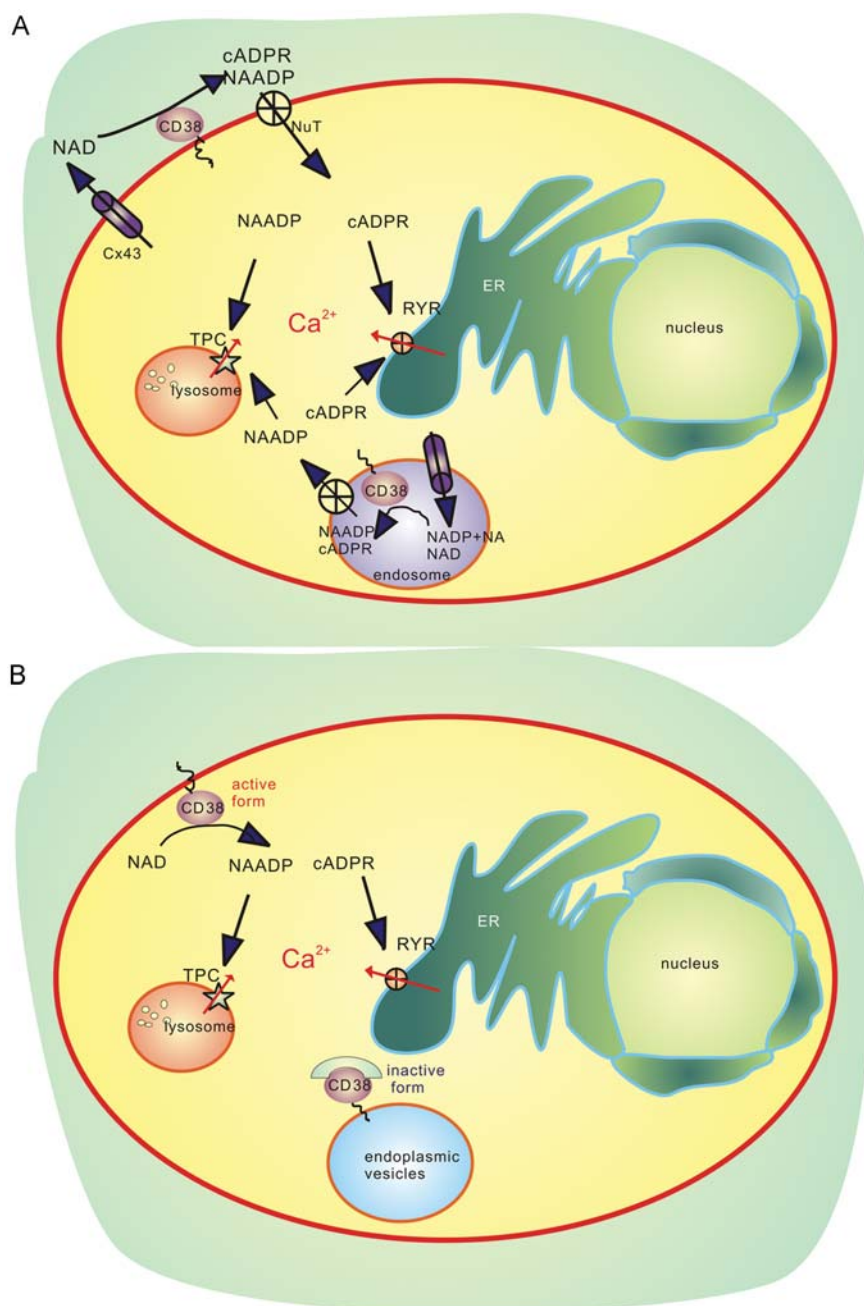 A
cADPR
NAADP
CD38
NuT
NAD
Cx43
NAADP
cADPR
ER
RYR
Ca2+
nucleus
TPC
lysosome
cADPR
NAADP
CD38
NAADP
cADPR
NADP+NA
NAD
endosome
B
active
form
CD38
NAD
NAADP
cADPR
ER
RYR
Ca2+
nucleus
TPC
lysosome
inactive
form
CD38
endoplasmic
vesicles